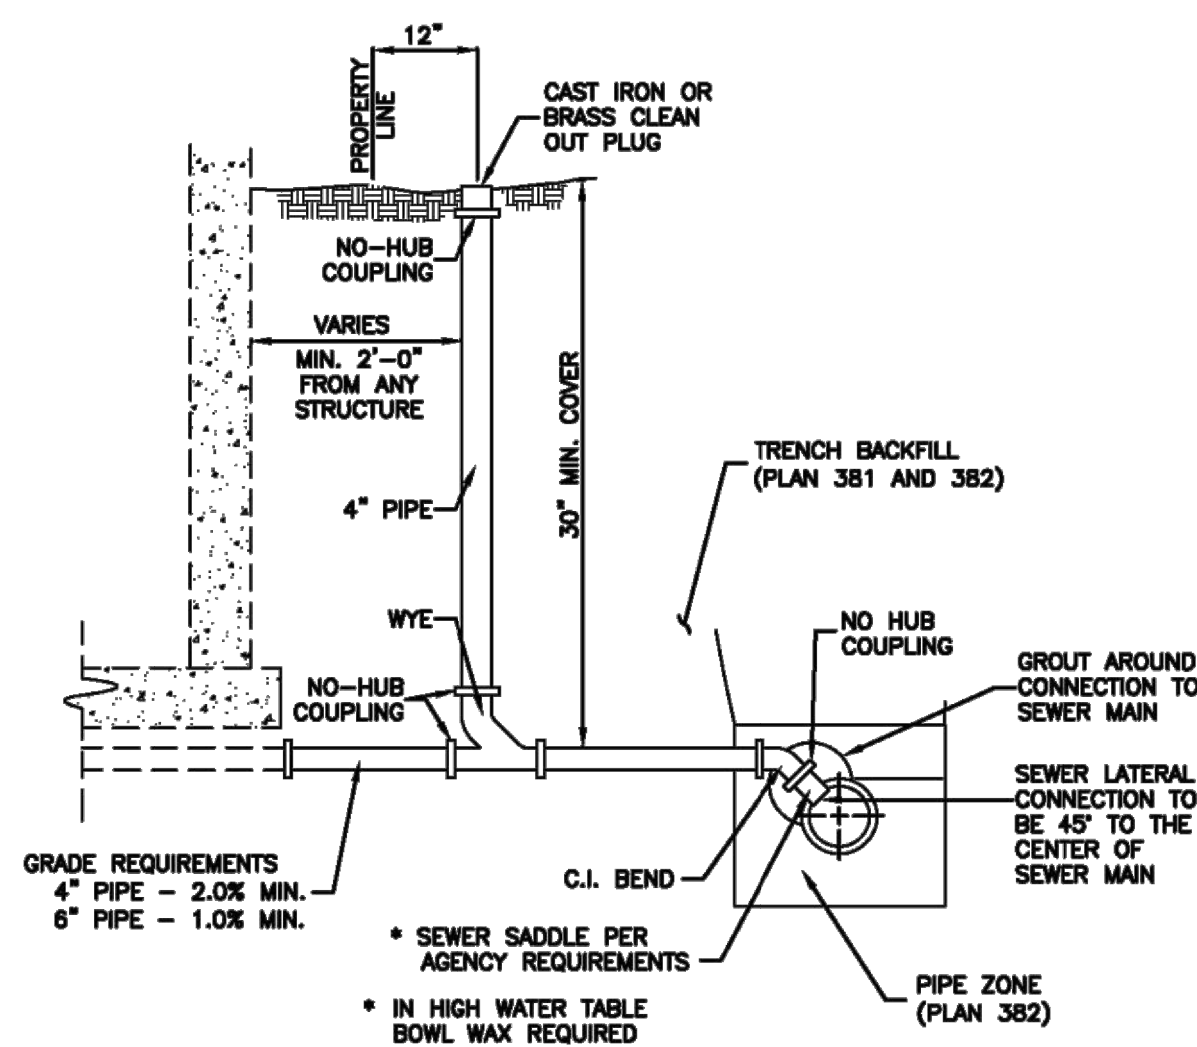 12"
PROPERTY
LINE
CAST IRON OR
BRASS CLEAN
OUT PLUG
NO-HUB
COUPLING
VARIES
MIN. 2'-0"
FROM ANY
STRUCTURE
30" MIN. COVER
4" PIPE
TRENCH BACKFILL
(PLAN 381 AND 382)
WYE
NO HUB
COUPLING
NO-HUB
COUPLING
GROUT AROUND
CONNECTION TO
SEWER MAIN
SEWER LATERAL
CONNECTION TO
BE 45° TO THE
CENTER OF
SEWER MAIN
GRADE REQUIREMENTS
4" PIPE - 2.0% MIN.
6" PIPE - 1.0% MIN.
C.I. BEND
* SEWER SADDLE PER
AGENCY REQUIREMENTS
* IN HIGH WATER TABLE
BOWL WAX REQUIRED
PIPE ZONE
(PLAN 382)